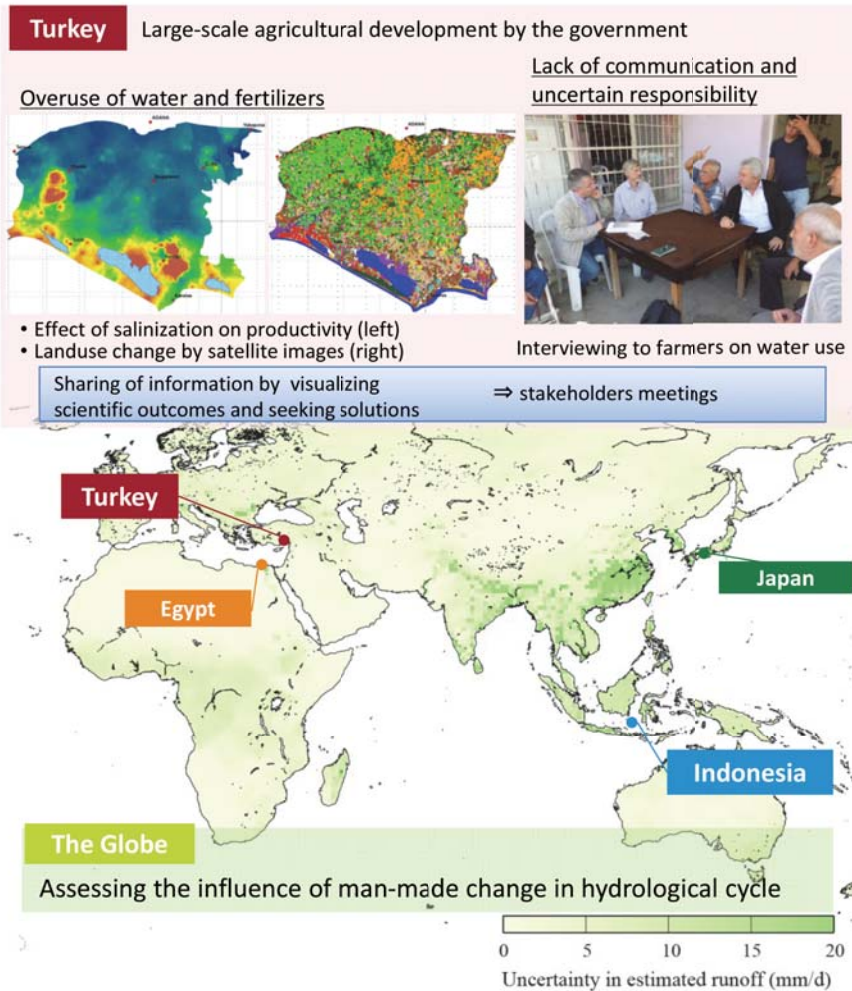 Turkey Large-scale agricultural development by the government
Lack of communication and
uncertain responsibility
Overuse of water and fertilizers
ADANA
• Effect of salinization on productivity (left)
• Landuse change by satellite images (right)
Interviewing to farmers on water use
Sharing of information by visualizing
scientific outcomes and seeking solutions
⇒ stakeholders meetings
Turkey
Egypt
Japan
Indonesia
The Globe
Assessing the influence of man-made change in hydrological cycle
0 5 10 15 20
Uncertainty in estimated runoff (mm/d)